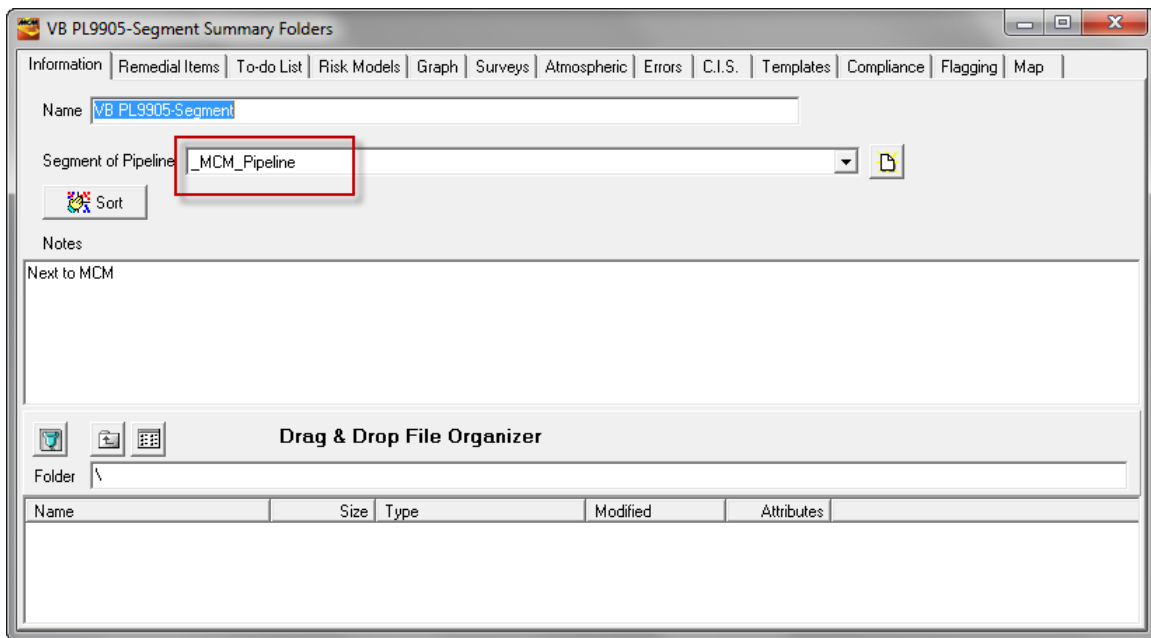 VB PL9905-Segment Summary Folders
Information Remedial Items To-do List Risk Models Graph Surveys Atmospheric Errors C.I.S. Templates Compliance Flagging Map
Name VB PL9905-Segment
Segment of Pipeline _MCM_Pipeline
Sort
Notes
Next to MCM
Drag & Drop File Organizer
Folder \
Name Size Type Modified Attributes